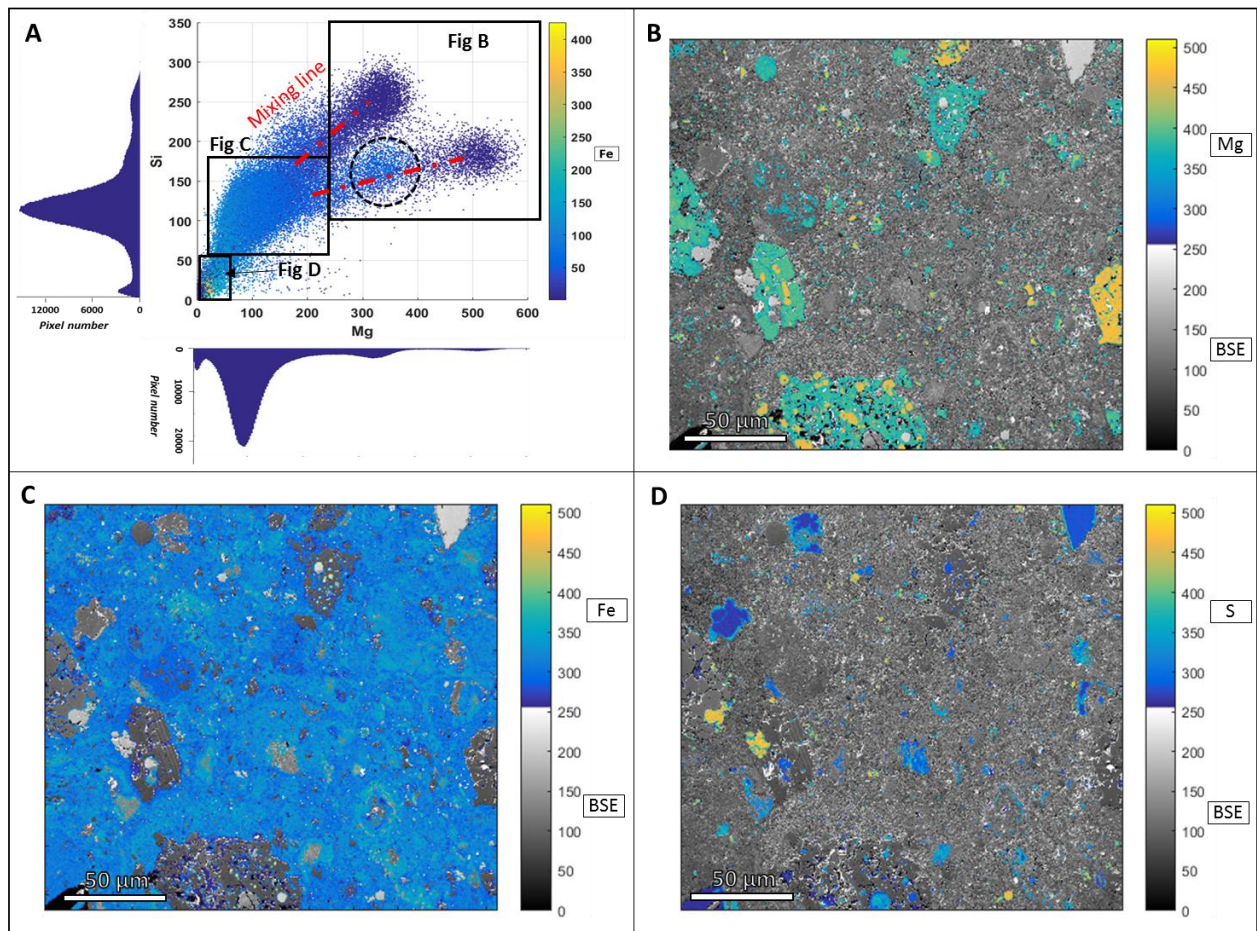 A
350
300
250
200
150
100
50
0
Si
Mixing line
Fig B
Fig C
Fig D
0 100 200 300 400 500 600
Mg
400
350
300
250
200
150
100
50
Fe
12000 6000 0
Pixel number
0
10000
20000
Pixel number
B
50 µm
500
450
400
350
300
250
200
150
100
50
0
Mg
BSE
C
50 µm
500
450
400
350
300
250
200
150
100
50
0
Fe
BSE
D
50 µm
500
450
400
350
300
250
200
150
100
50
0
S
BSE